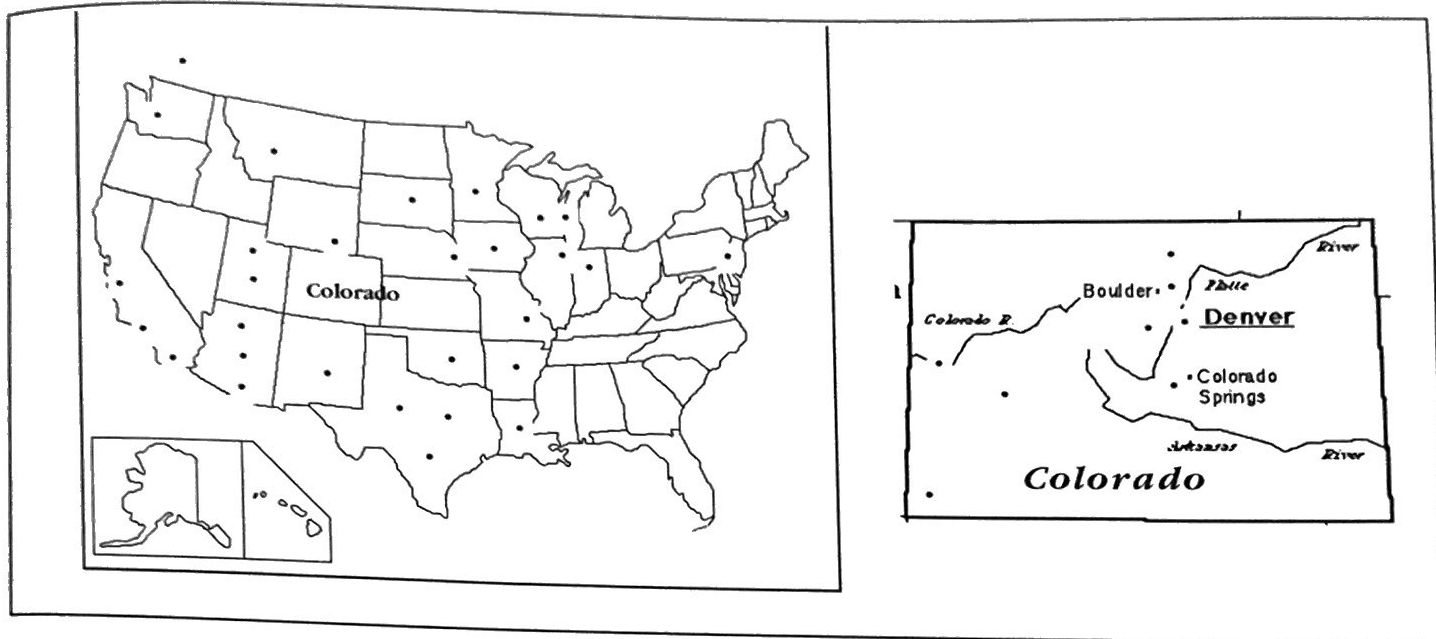 Colorado
River
Platte
Boulder
Denver
Colorado R.
Colorado
Springs
Arkansas
River
Colorado